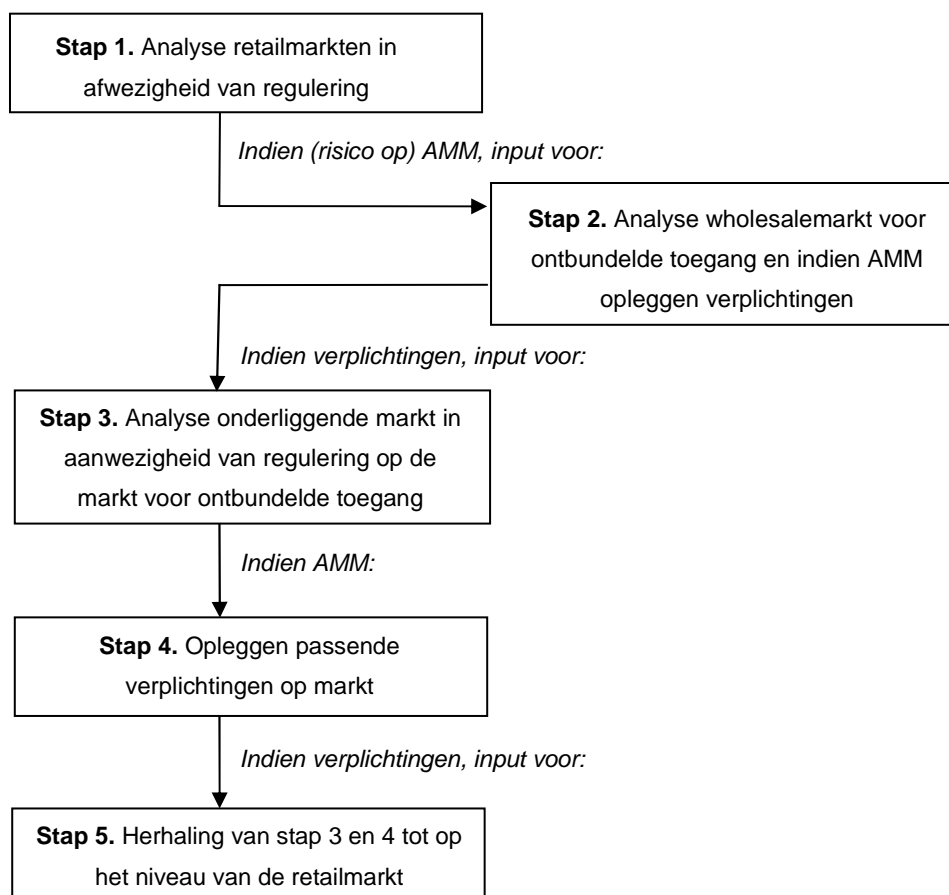 Stap 1. Analyse retailmarkten in
afwezigheid van regulering
Indien (risico op) AMM, input voor:
Stap 2. Analyse wholesalemarkt voor
ontbundelde toegang en indien AMM
opleggen verplichtingen
Indien verplichtingen, input voor:
Stap 3. Analyse onderliggende markt in
aanwezigheid van regulering op de
markt voor ontbundelde toegang
Indien AMM:
Stap 4. Opleggen passende
verplichtingen op markt
Indien verplichtingen, input voor:
Stap 5. Herhaling van stap 3 en 4 tot op
het niveau van de retailmarkt